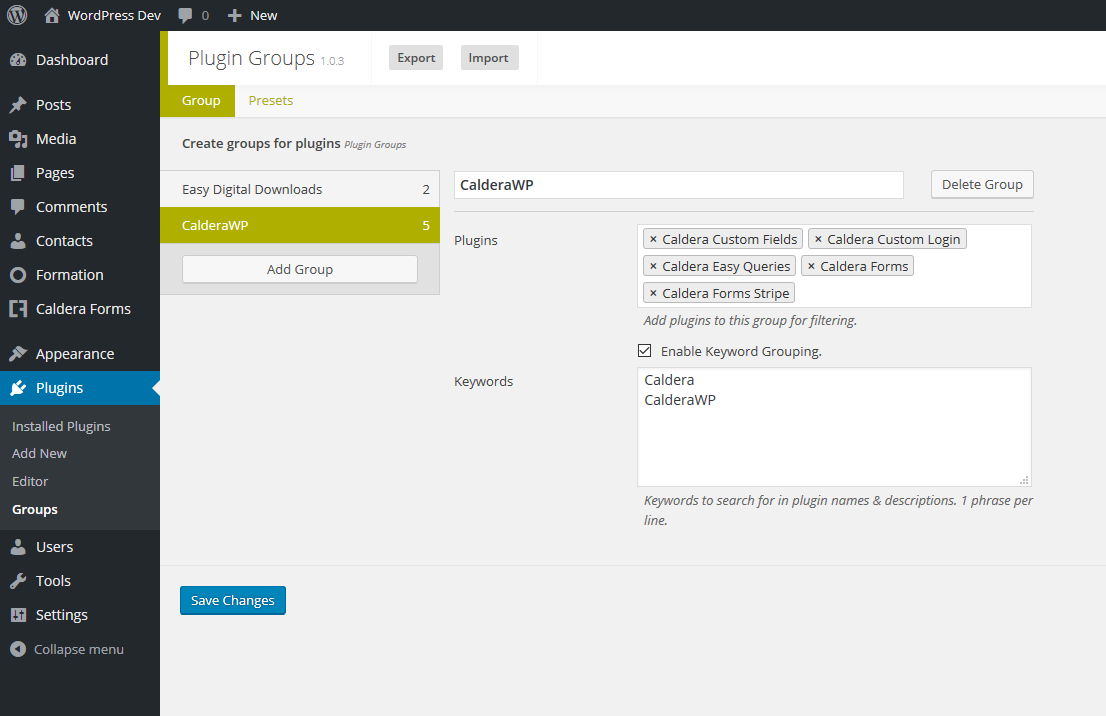 WordPress Dev 0 New
Dashboard
Posts
Media
Pages
Comments
Contacts
Formation
Caldera Forms
Appearance
Plugins
Installed Plugins
Add New
Editor
Groups
Users
Tools
Settings
Collapse menu
Plugin Groups 1.0.3 Export Import
Group Presets
Create groups for plugins Plugin Groups
Easy Digital Downloads 2
CalderaWP 5
Add Group
CalderaWP Delete Group
Plugins
× Caldera Custom Fields × Caldera Custom Login
× Caldera Easy Queries × Caldera Forms
× Caldera Forms Stripe
Add plugins to this group for filtering.
Enable Keyword Grouping.
Keywords
Caldera
CalderaWP
Keywords to search for in plugin names & descriptions. 1 phrase per
line.
Save Changes